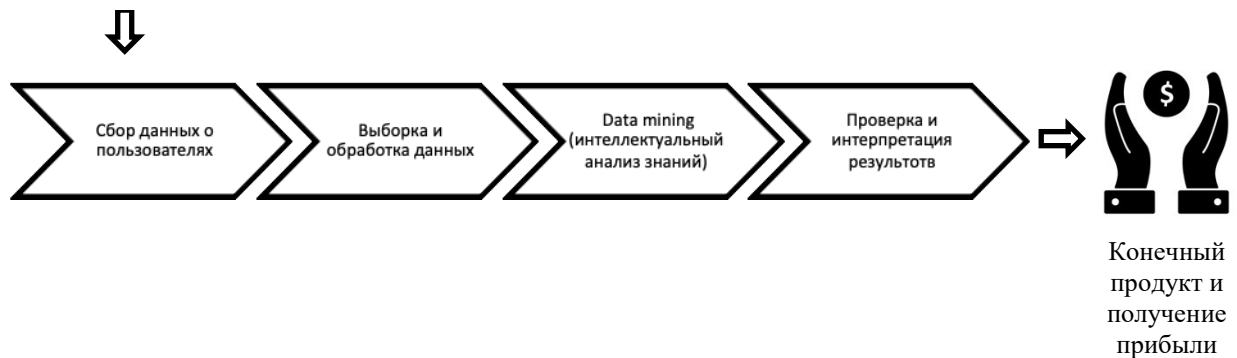 Сбор данных о
пользователях
Выборка и
обработка данных
Data mining
(интеллектуальный
анализ знаний)
Проверка и
интерпретация
результотв
$
Конечный
продукт и
получение
прибыли